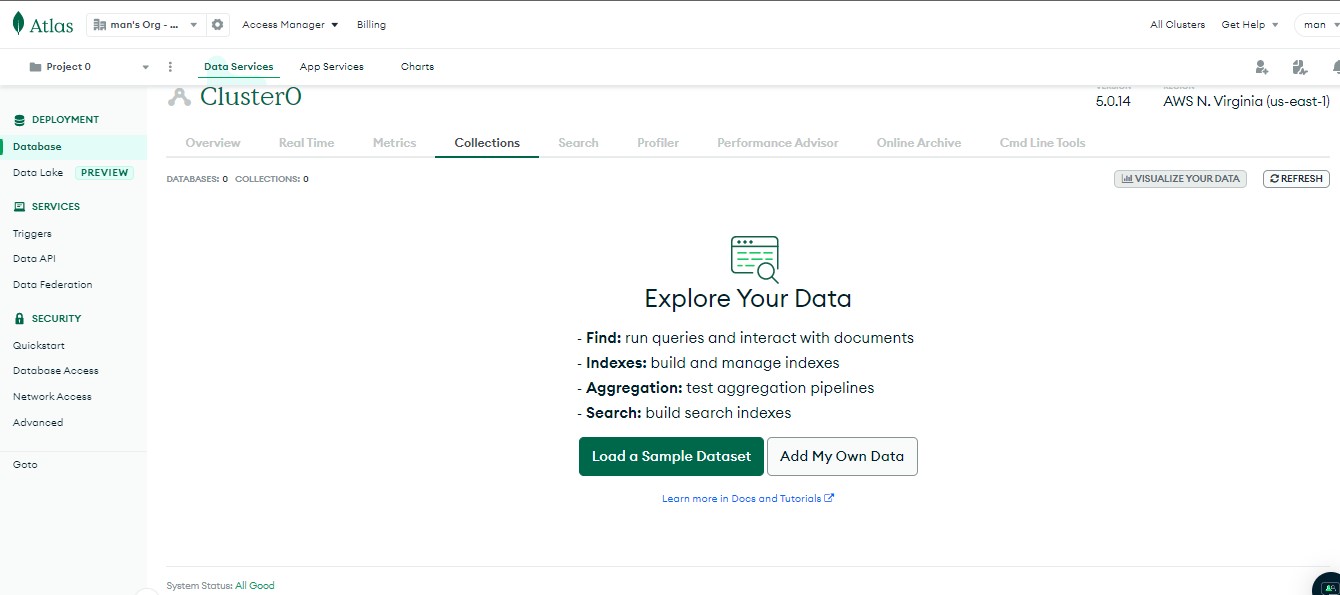 Atlas
man's Org - ...
Access Manager
Billing
All Clusters
Get Help
man
Project 0
Data Services
App Services
Charts
DEPLOYMENT
Database
Data Lake PREVIEW
SERVICES
Triggers
Data API
Data Federation
SECURITY
Quickstart
Database Access
Network Access
Advanced
Goto
Cluster0
5.0.14
AWS N. Virginia (us-east-1)
Overview
Real Time
Metrics
Collections
Search
Profiler
Performance Advisor
Online Archive
Cmd Line Tools
DATABASES: 0 COLLECTIONS: 0
VISUALIZE YOUR DATA
REFRESH
Explore Your Data
- Find: run queries and interact with documents
- Indexes: build and manage indexes
- Aggregation: test aggregation pipelines
- Search: build search indexes
Load a Sample Dataset
Add My Own Data
Learn more in Docs and Tutorials
System Status: All Good